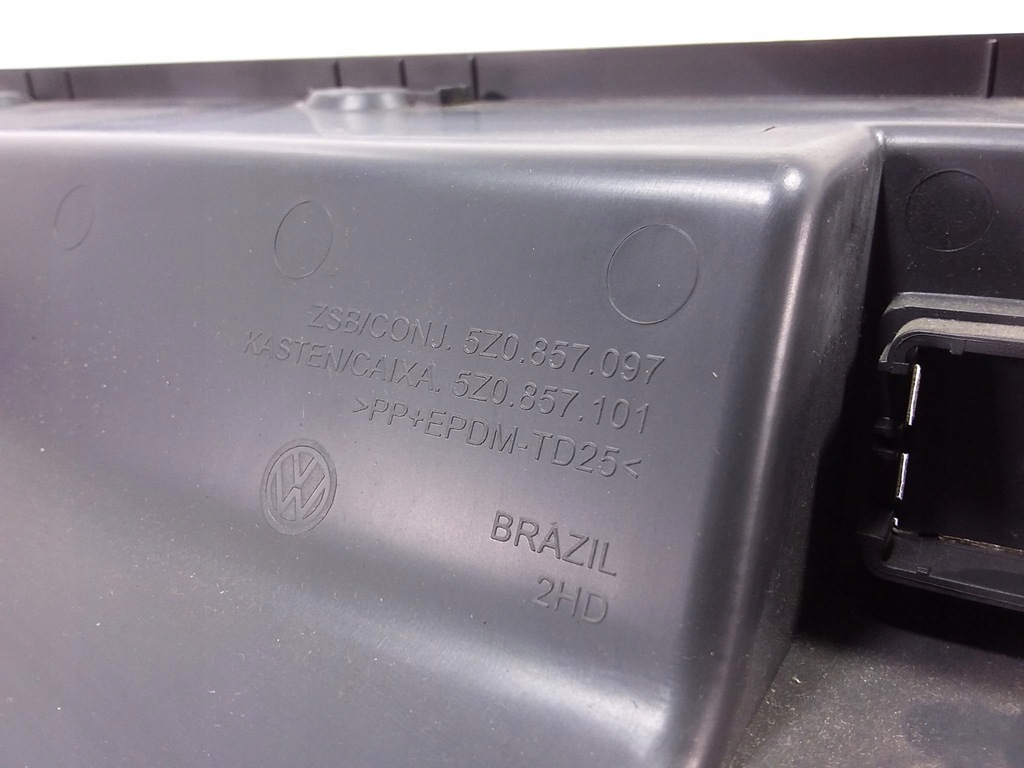 ZSB/CONJ. 5Z0.857.097
KASTEN/CAIXA. 5Z0.857.101
>PP+EPDM-TD25<
BRAZIL
2HD